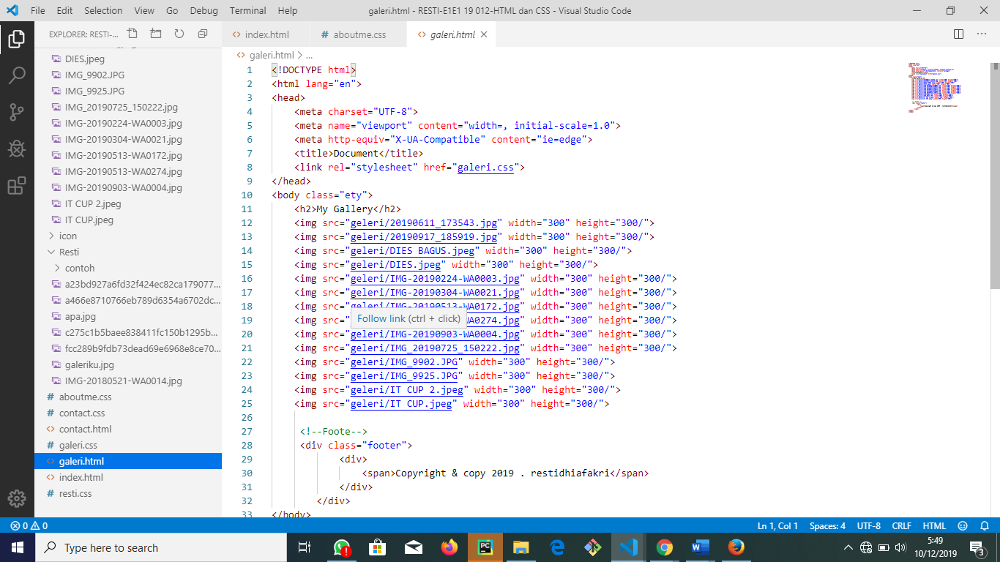 File Edit Selection View Go Debug Terminal Help galeri.html - RESTI-E1E1 19 012-HTML dan CSS - Visual Studio Code
EXPLORER: RESTI-...
DIES.jpeg
IMG_9902.JPG
IMG_9925.JPG
IMG_20190725_150222.jpg
IMG-20190224-WA0003.jpg
IMG-20190304-WA0021.jpg
IMG-20190513-WA0172.jpg
IMG-20190513-WA0274.jpg
IMG-20190903-WA0004.jpg
IT CUP 2.jpeg
IT CUP.jpeg
icon
Resti
contoh
a23bd927a6fd32f424ec82ca179077...
a466e8710766eb789d6354a6702dc...
apa.jpg
c275c1b5baee838411fc150b1295b...
fcc289b9fdb73dead69e6968e8ce70...
galeriku.jpg
IMG-20180521-WA0014.jpg
aboutme.css
contact.css
contact.html
galeri.css
galeri.html
index.html
resti.css
index.html # aboutme.css galeri.html
galeri.html > ...
1 <!DOCTYPE html>
2 <html lang="en">
3 <head>
4 <meta charset="UTF-8">
5 <meta name="viewport" content="width=, initial-scale=1.0">
6 <meta http-equiv="X-UA-Compatible" content="ie=edge">
7 <title>Document</title>
8 <link rel="stylesheet" href="galeri.css">
9 </head>
10 <body class="ety">
11 <h2>My Gallery</h2>
12 <img src="geleri/20190611_173543.jpg" width="300" height="300/">
13 <img src="geleri/20190917_185919.jpg" width="300" height="300/">
14 <img src="geleri/DIES BAGUS.jpeg" width="300" height="300/">
15 <img src="geleri/DIES.jpeg" width="300" height="300/">
16 <img src="geleri/IMG-20190224-WA0003.jpg" width="300" height="300/">
17 <img src="geleri/IMG-20190304-WA0021.jpg" width="300" height="300/">
18 <img src="geleri/IMG-20190513-WA0172.jpg" width="300" height="300/">
Follow link (ctrl + click)
19 <img src=" WA0274.jpg" width="300" height="300/">
20 <img src="geleri/IMG-20190903-WA0004.jpg" width="300" height="300/">
21 <img src="geleri/IMG_20190725_150222.jpg" width="300" height="300/">
22 <img src="geleri/IMG_9902.JPG" width="300" height="300/">
23 <img src="geleri/IMG_9925.JPG" width="300" height="300/">
24 <img src="geleri/IT CUP 2.jpeg" width="300" height="300/">
25 <img src="geleri/IT CUP.jpeg" width="300" height="300/">
26
27 <!--Foote-->
28 <div class="footer">
29 <div>
30 <span>Copyright & copy 2019 . restidhiafakri</span>
31 </div>
32 </div>
33 </body>
0 0 Ln 1, Col 1 Spaces: 4 UTF-8 CRLF HTML
Type here to search
5:49
10/12/2019
3